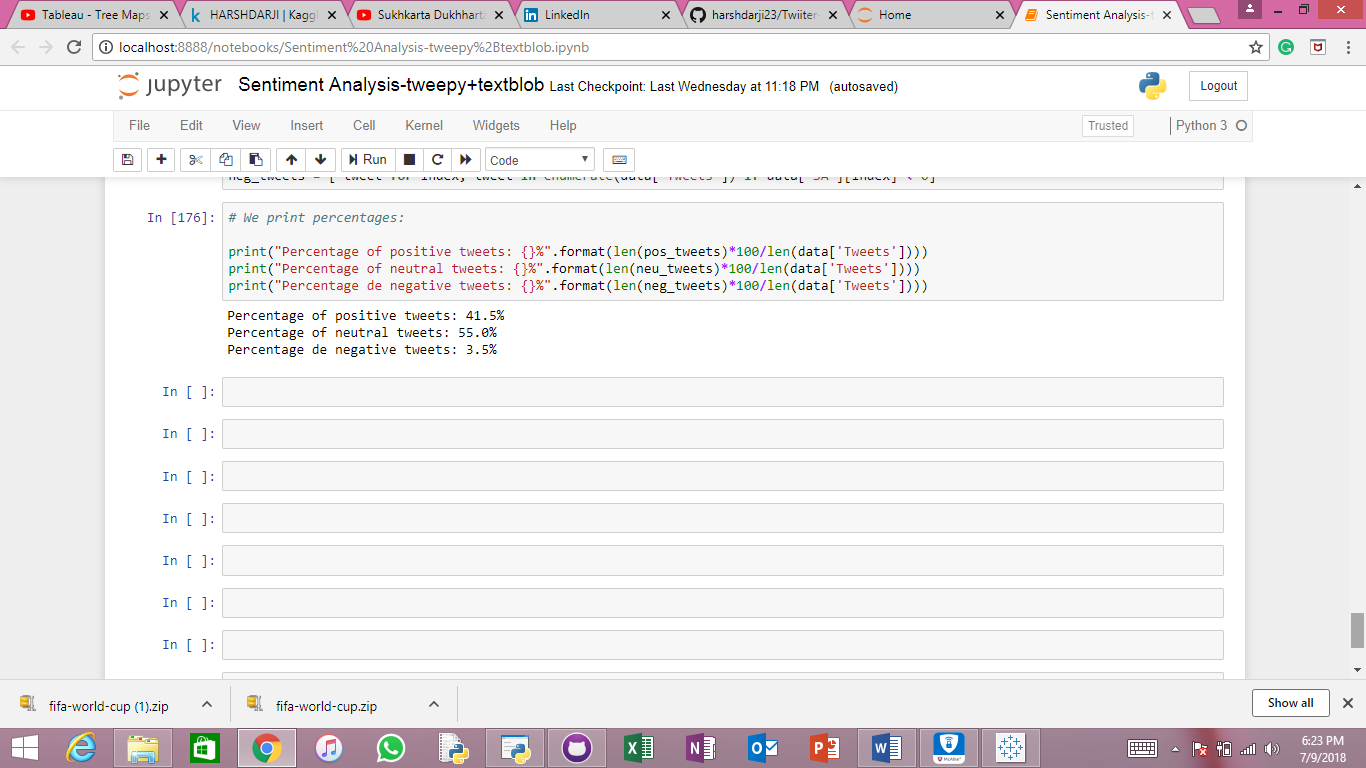 Tableau - Tree Maps
HARSHDARJI | Kaggl
Sukhkarta Dukhharta
LinkedIn
harshdarji23/Twiiter-
Home
Sentiment Analysis-t
localhost:8888/notebooks/Sentiment%20Analysis-tweepy%2Btextblob.ipynb
jupyter Sentiment Analysis-tweepy+textblob Last Checkpoint: Last Wednesday at 11:18 PM (autosaved)
Logout
File Edit View Insert Cell Kernel Widgets Help
Trusted
Python 3
Run
Code
neg_tweets = [ tweet for index, tweet in enumerate(data['Tweets']) if data['SA'][index] < 0]
In [176]:
# We print percentages:
print("Percentage of positive tweets: {}%".format(len(pos_tweets)*100/len(data['Tweets'])))
print("Percentage of neutral tweets: {}%".format(len(neu_tweets)*100/len(data['Tweets'])))
print("Percentage de negative tweets: {}%".format(len(neg_tweets)*100/len(data['Tweets'])))
Percentage of positive tweets: 41.5%
Percentage of neutral tweets: 55.0%
Percentage de negative tweets: 3.5%
In [ ]:
In [ ]:
In [ ]:
In [ ]:
In [ ]:
In [ ]:
In [ ]:
fifa-world-cup (1).zip
fifa-world-cup.zip
Show all
6:23 PM
7/9/2018